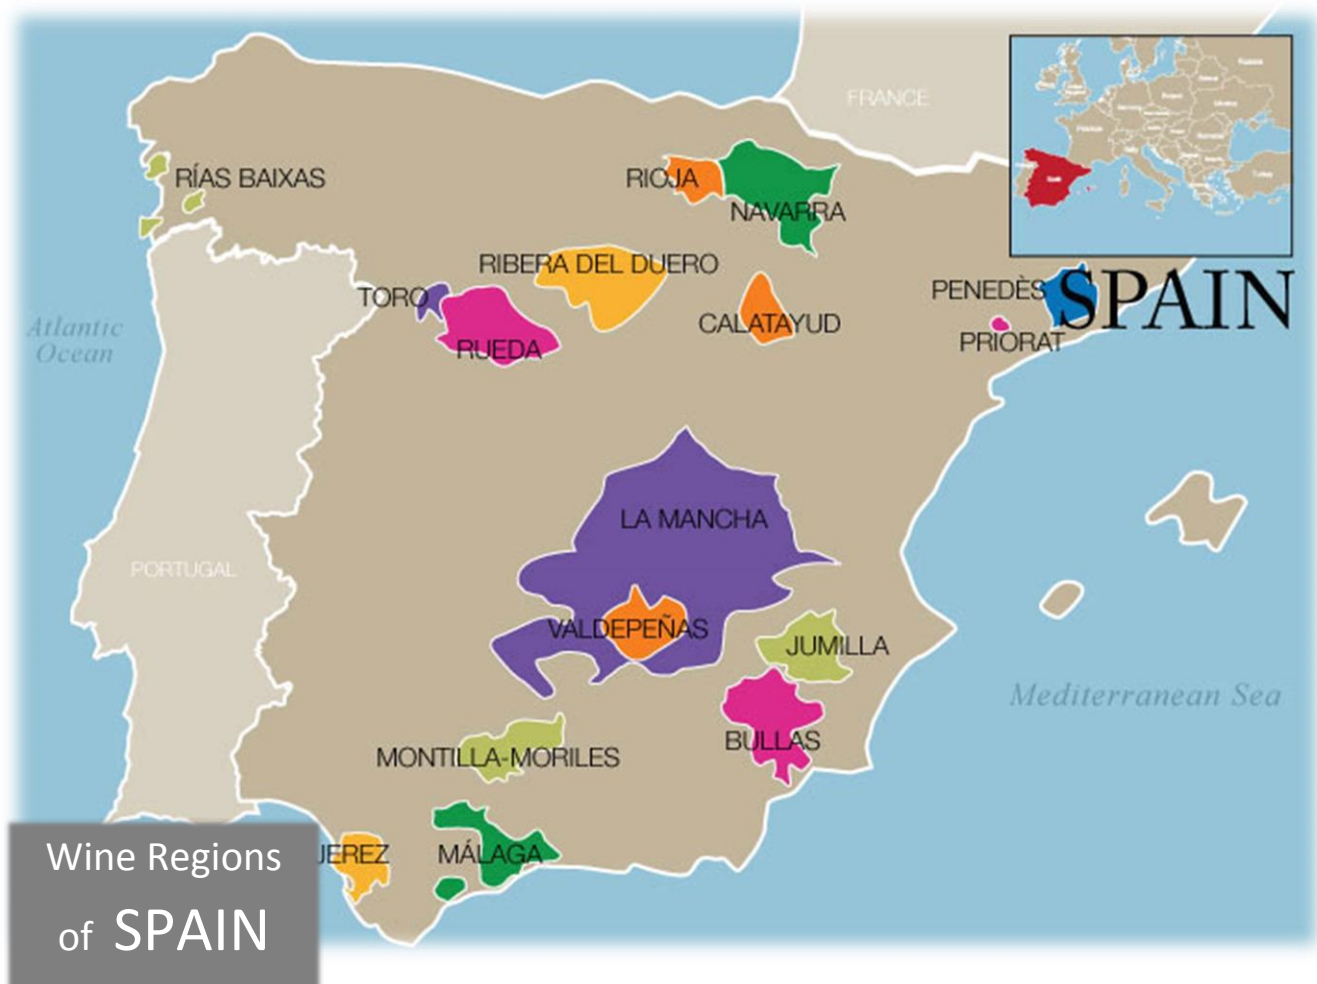 FRANCE
RÍAS BAIXAS
RIOJA
NAVARRA
RIBERA DEL DUERO
TORO
RUEDA
CALATAYUD
PENEDÈS
PRIORAT
SPAIN
Atlantic
Ocean
LA MANCHA
PORTUGAL
VALDEPEÑAS
JUMILLA
Mediterranean Sea
BULLAS
MONTILLA-MORILES
JEREZ
MÁLAGA
Wine Regions
of SPAIN